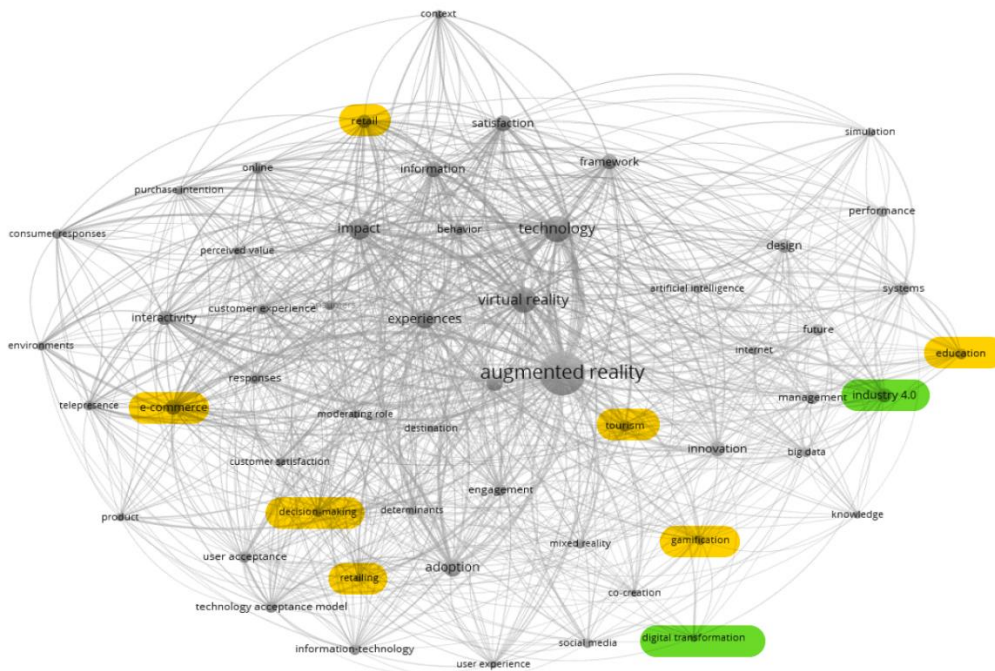 context
retail
satisfaction
simulation
information
framework
online
purchase intention
performance
consumer responses
impact
behavior
technology
perceived value
design
artificial intelligence
systems
virtual reality
customer experience
interactivity
experiences
future
environments
internet
education
augmented reality
responses
industry 4.0
management
telepresence
e-commerce
moderating role
destination
tourism
innovation
big data
customer satisfaction
engagement
product
decision-making
determinants
knowledge
gamification
mixed reality
user acceptance
adoption
retailing
co-creation
technology acceptance model
digital transformation
social media
information-technology
user experience